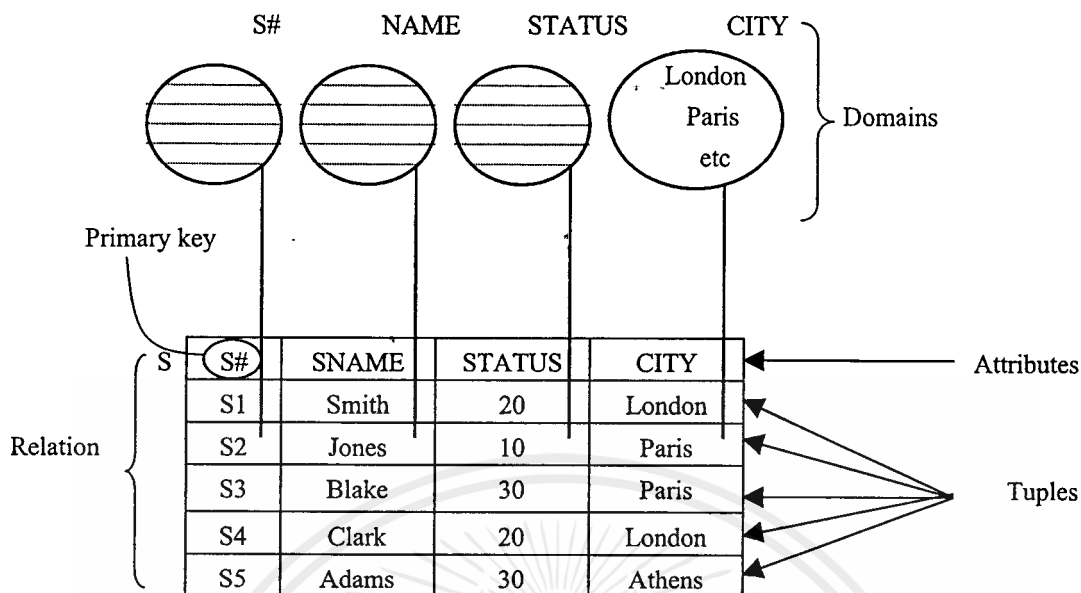 S# NAME STATUS CITY
London
Paris
etc
Domains
Primary key
S S# SNAME STATUS CITY Attributes
S1 Smith 20 London
Relation S2 Jones 10 Paris
S3 Blake 30 Paris Tuples
S4 Clark 20 London
S5 Adams 30 Athens